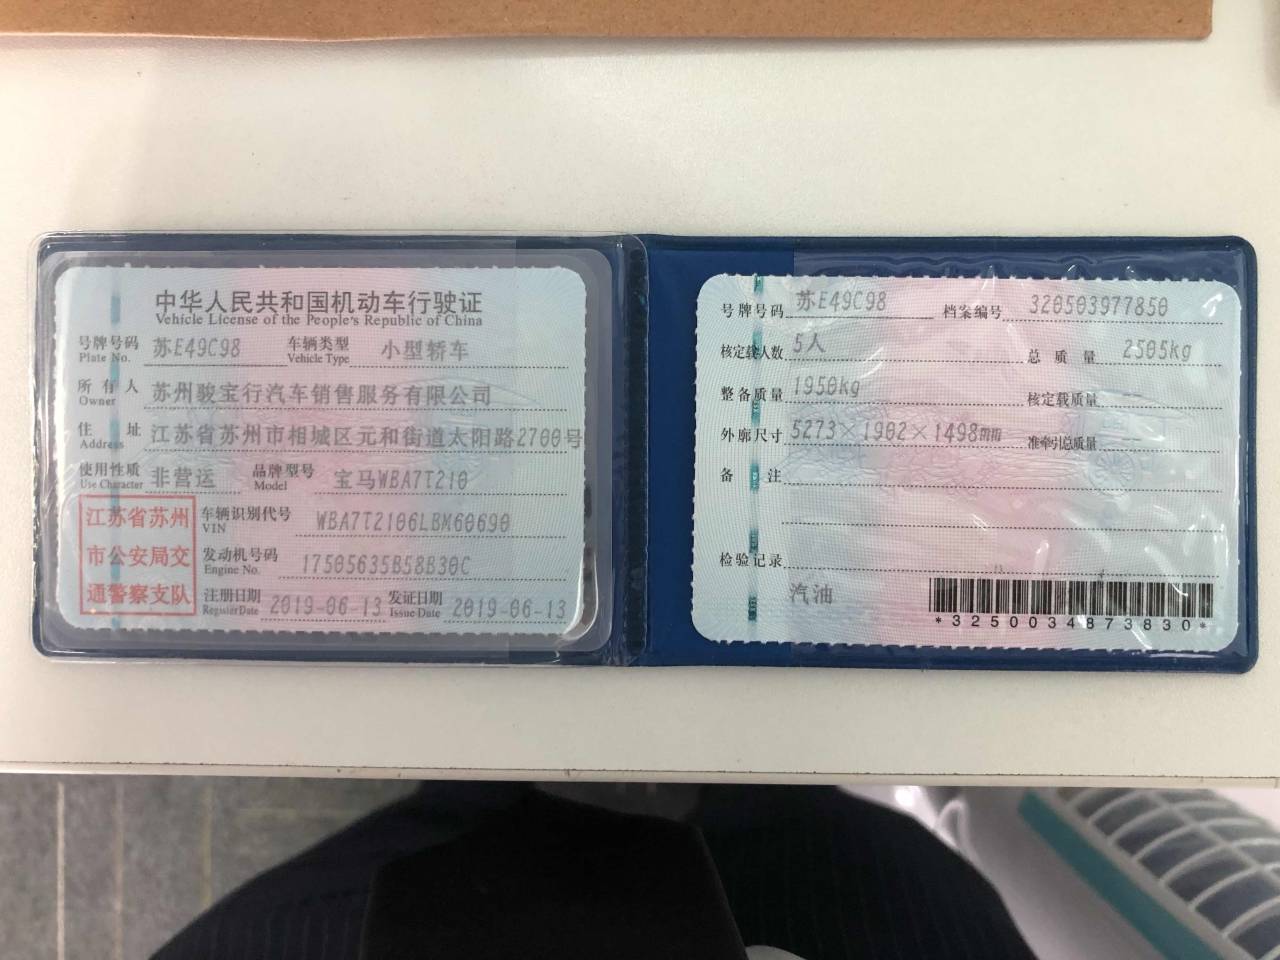 中华人民共和国机动车行驶证
Vehicle License of the People's Republic of China
号牌号码 苏E49C98 车辆类型 小型轿车
Plate No. Vehicle Type
所有人 苏州骏宝行汽车销售服务有限公司
Owner
住址 江苏省苏州市相城区元和街道太阳路2700号
Address
使用性质 非营运 品牌型号 宝马WBA7T210
Use Character Model
江苏省苏州
市公安局交
通警察支队
车辆识别代号 WBA7T2106LBM60690
VIN
发动机号码 17505635B58B30C
Engine No.
注册日期 2019-06-13 发证日期 2019-06-13
Register Date Issue Date
号牌号码 苏E49C98 档案编号 320503977850
核定载人数 5人 总质量 2505kg
整备质量 1950kg 核定载质量 --
外廓尺寸 5273×1902×1498mm 准牵引总质量 --
备注
检验记录
汽油
*3250034873830*